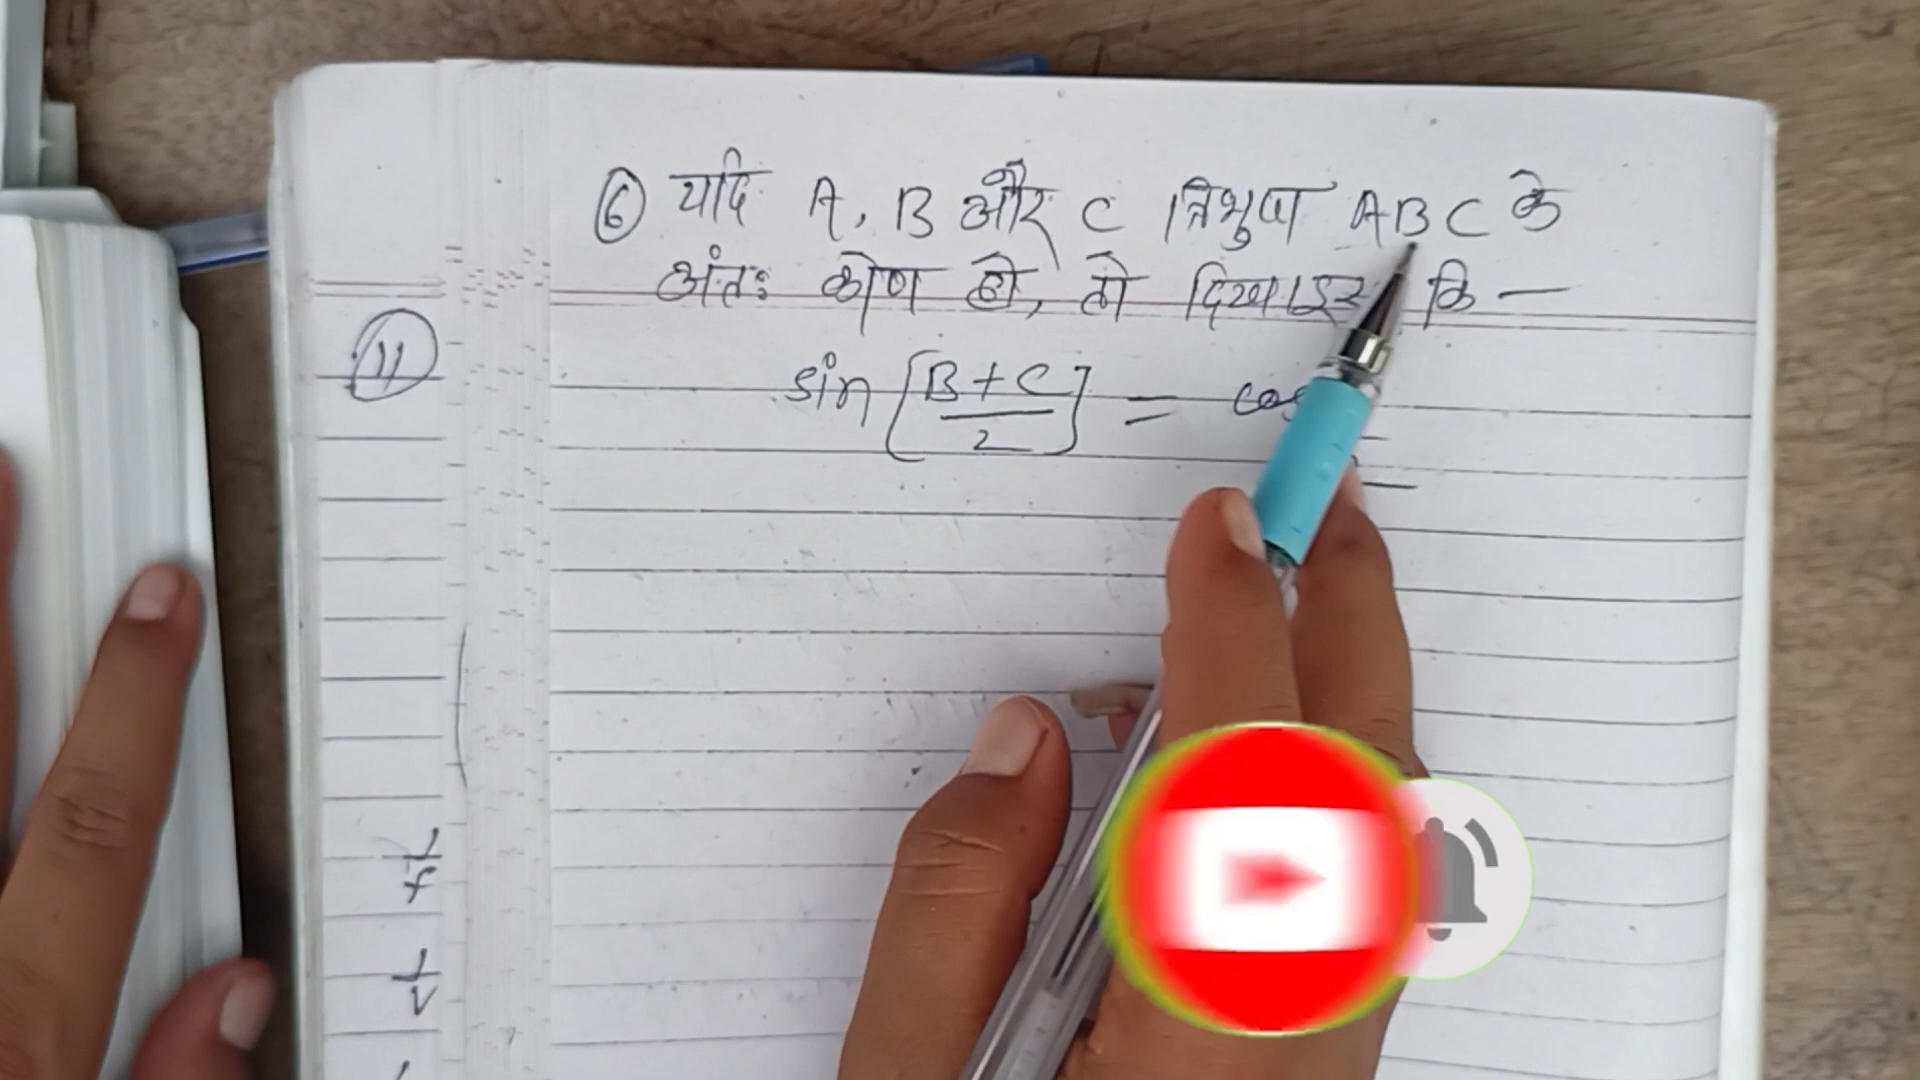 ⑥ यदि A, B और C त्रिभुज ABC के
अंतः कोण हो, तो दिखाइए कि —
⑪
sin [B+C/2] = cos